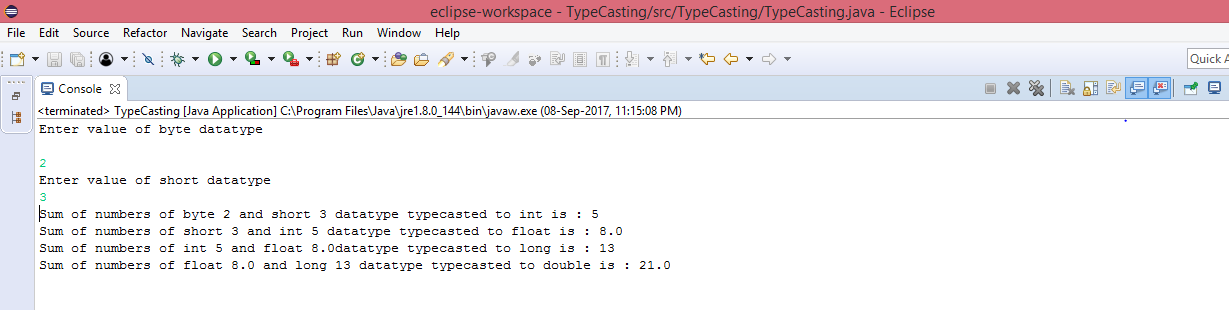 eclipse-workspace - TypeCasting/src/TypeCasting/TypeCasting.java - Eclipse
File Edit Source Refactor Navigate Search Project Run Window Help
Quick A
Console
<terminated> TypeCasting [Java Application] C:\Program Files\Java\jre1.8.0_144\bin\javaw.exe (08-Sep-2017, 11:15:08 PM)
Enter value of byte datatype
2
Enter value of short datatype
3
Sum of numbers of byte 2 and short 3 datatype typecasted to int is : 5
Sum of numbers of short 3 and int 5 datatype typecasted to float is : 8.0
Sum of numbers of int 5 and float 8.0datatype typecasted to long is : 13
Sum of numbers of float 8.0 and long 13 datatype typecasted to double is : 21.0